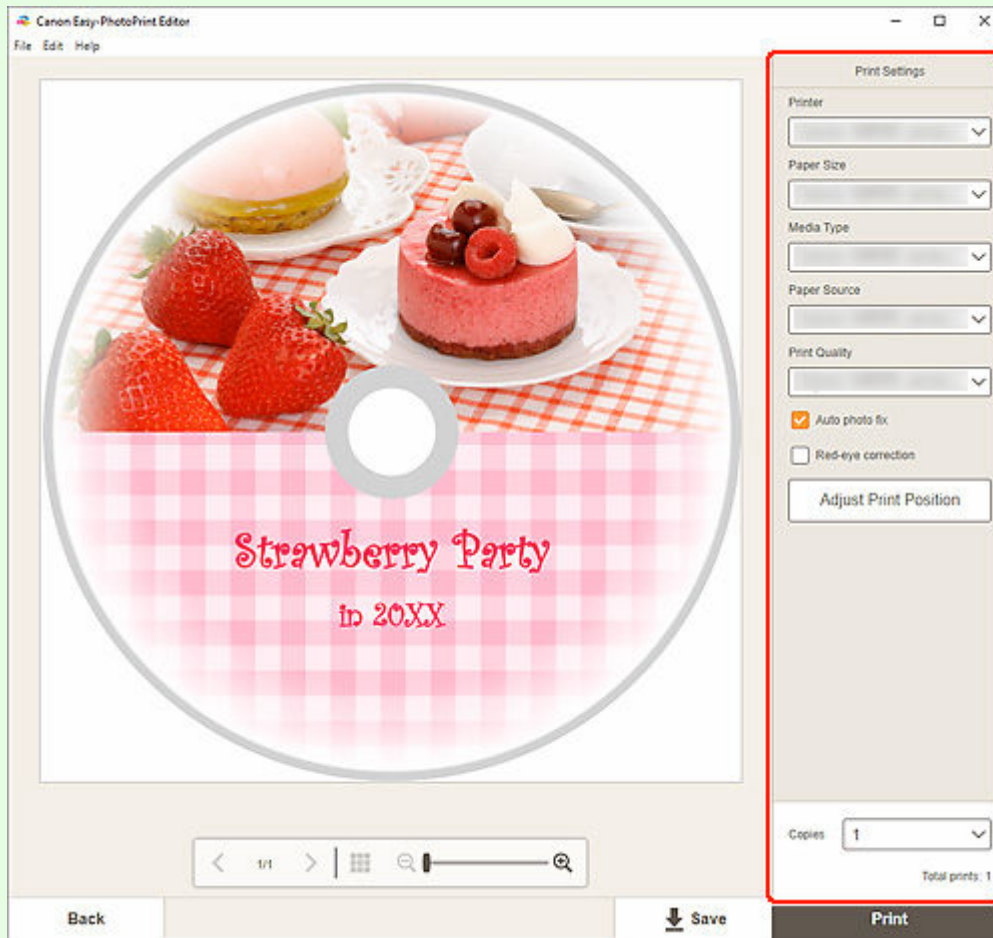 Canon Easy-PhotoPrint Editor
File Edit Help
Print Settings
Printer
Paper Size
Media Type
Paper Source
Print Quality
Auto photo fix
Red-eye correction
Adjust Print Position
Strawberry Party
in 20XX
Copies 1
Total prints: 1
1/1
Back
Save
Print